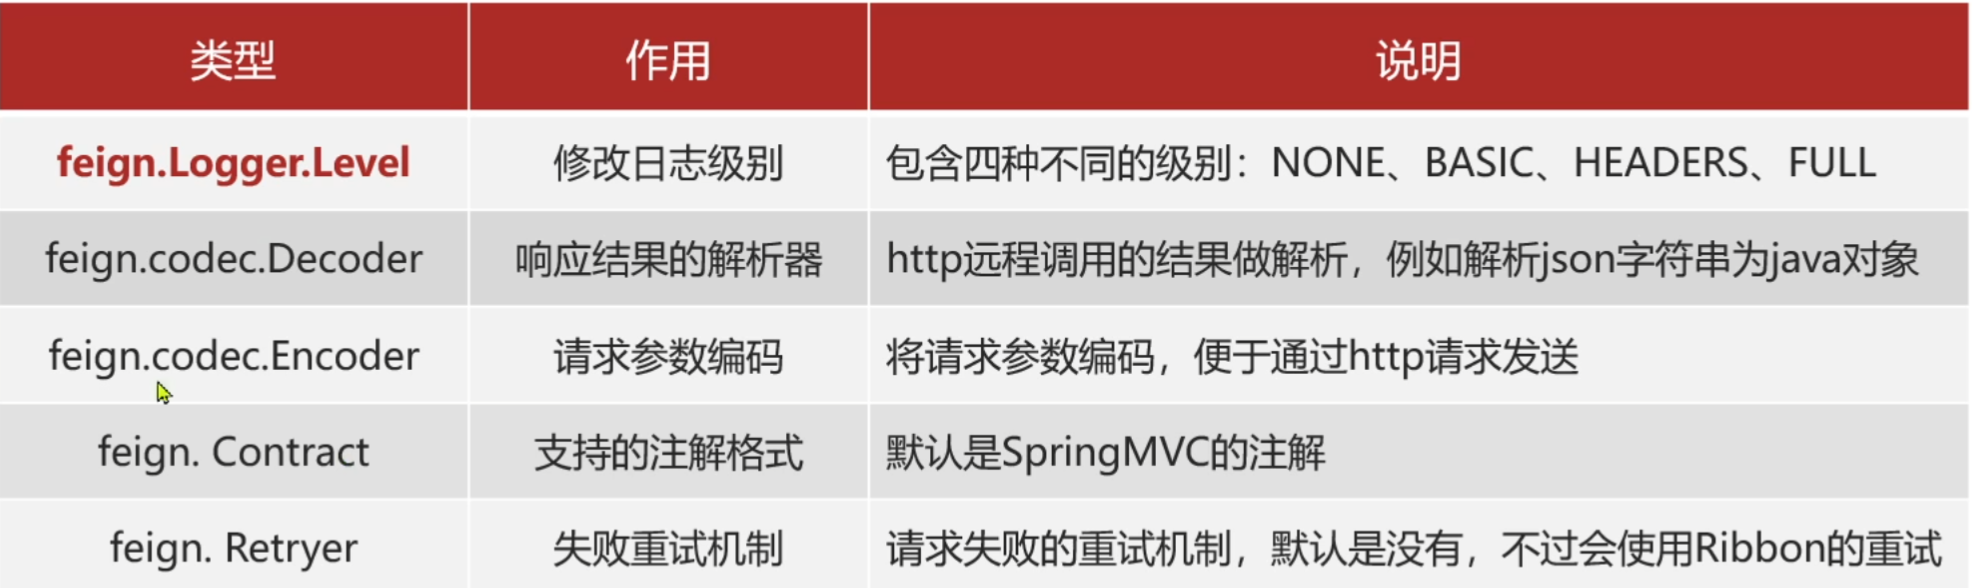 类型 作用 说明
feign.Logger.Level 修改日志级别 包含四种不同的级别：NONE、BASIC、HEADERS、FULL
feign.codec.Decoder 响应结果的解析器 http远程调用的结果做解析，例如解析json字符串为java对象
feign.codec.Encoder 请求参数编码 将请求参数编码，便于通过http请求发送
feign. Contract 支持的注解格式 默认是SpringMVC的注解
feign. Retryer 失败重试机制 请求失败的重试机制，默认是没有，不过会使用Ribbon的重试